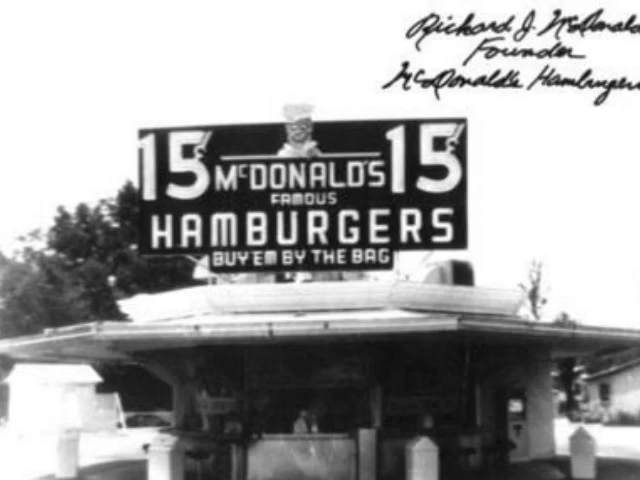 Richard J. McDonald
Founder
McDonald's Hamburgers
15¢ 15¢
McDONALD'S
FAMOUS
HAMBURGERS
BUY'EM BY THE BAG